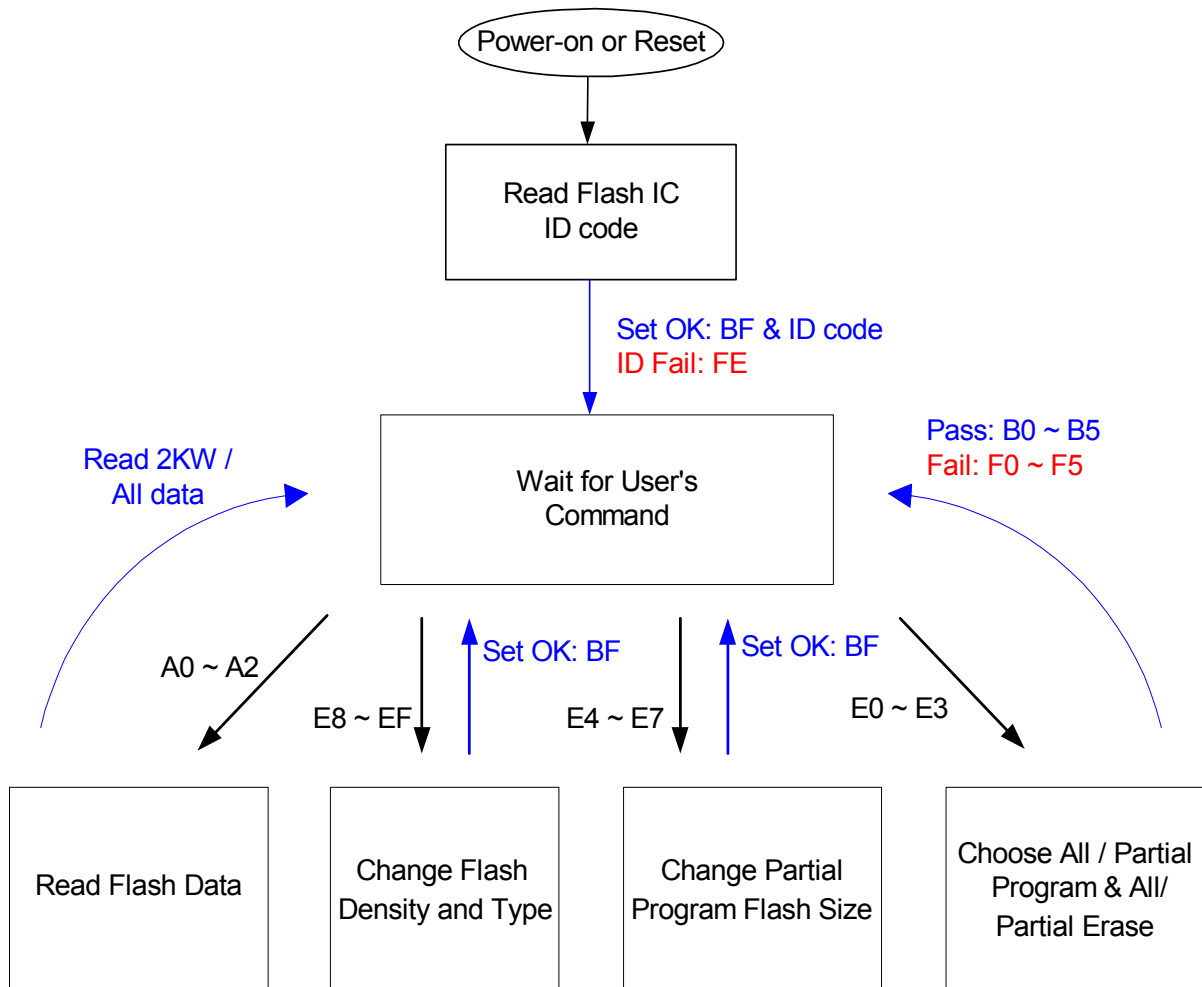 Power-on or Reset
Read Flash IC
ID code
Set OK: BF & ID code
ID Fail: FE
Read 2KW /
All data
Wait for User's
Command
Pass: B0 ~ B5
Fail: F0 ~ F5
A0 ~ A2
E8 ~ EF
Set OK: BF
E4 ~ E7
Set OK: BF
E0 ~ E3
Read Flash Data
Change Flash
Density and Type
Change Partial
Program Flash Size
Choose All / Partial
Program & All/
Partial Erase